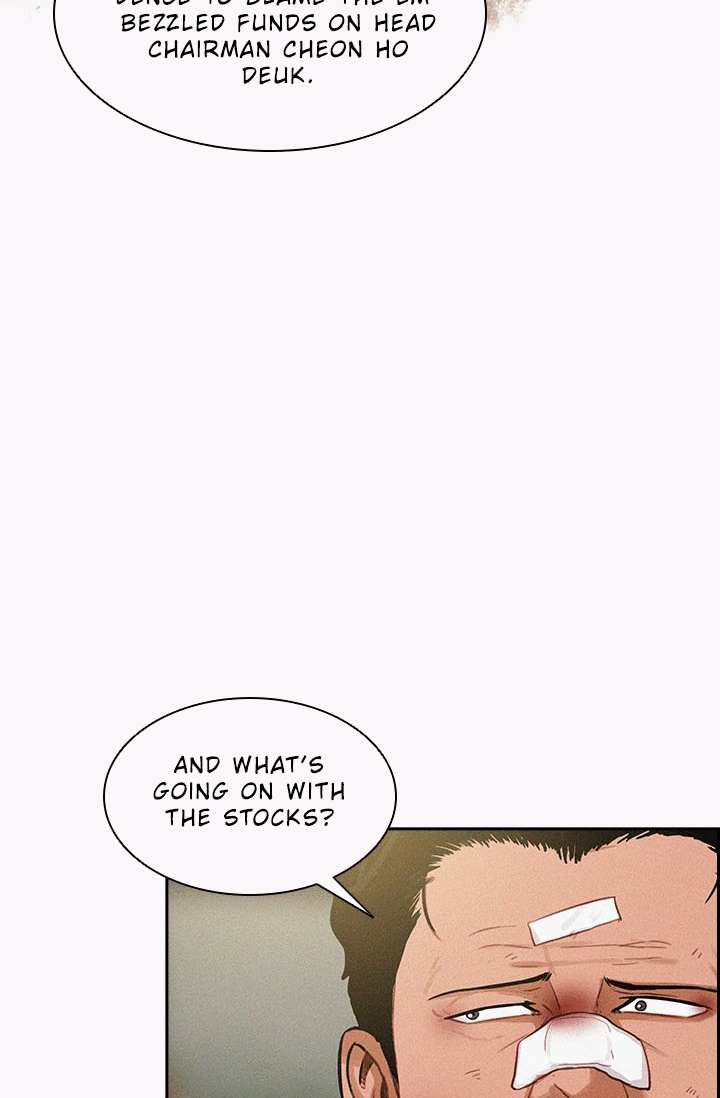 BEZZLED FUNDS ON HEAD
CHAIRMAN CHEON HO
DEUK.
AND WHAT'S
GOING ON WITH
THE STOCKS?